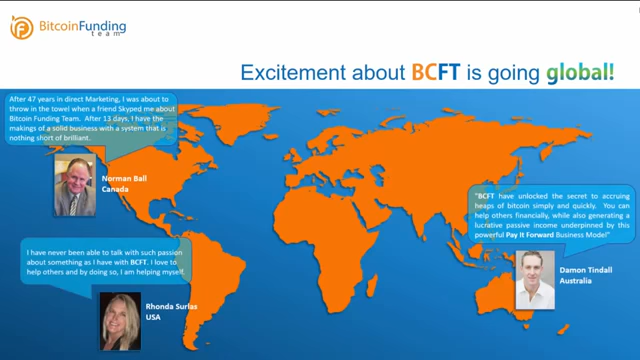 BitcoinFunding
team
Excitement about BCFT is going global!
After 47 years in direct Marketing, I was about to
throw in the towel when a friend Skyped me about
Bitcoin Funding Team.  After 13 days, I have the
makings of a solid business with a system that is
nothing short of brilliant.
Norman Ball
Canada
"BCFT have unlocked the secret to accruing
heaps of bitcoin simply and quickly.  You can
help others financially, while also generating a
lucrative passive income underpinned by this
powerful Pay It Forward Business Model"
Damon Tindall
Australia
I have never been able to talk with such passion
about something as I have with BCFT. I love to
help others and by doing so, I am helping myself.
Rhonda Surlas
USA